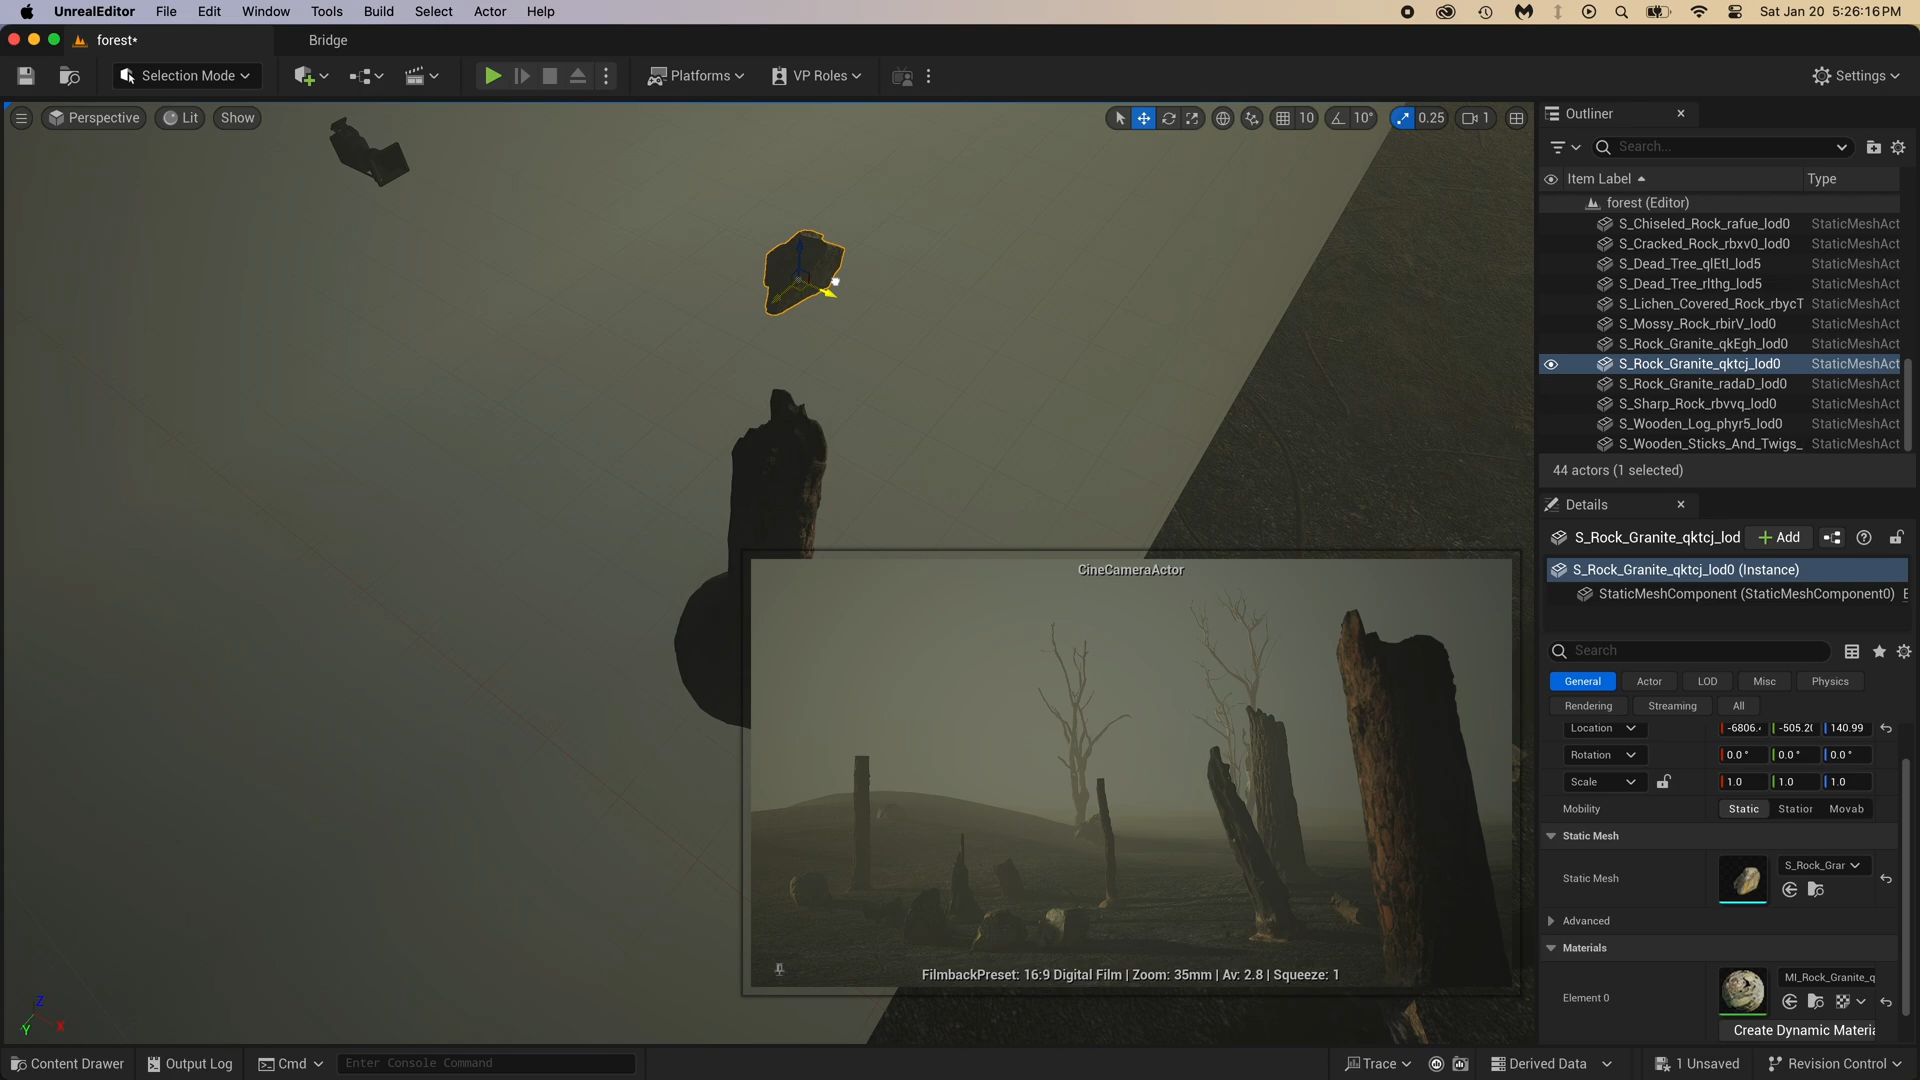 UnrealEditor File Edit Window Tools Build Select Actor Help
Sat Jan 20 5:26:16 PM
forest*
Bridge
Selection Mode
Platforms
VP Roles
Settings
Perspective
Lit
Show
10
10°
0.25
1
Outliner
Search...
Item Label
Type
forest (Editor)
S_Chiseled_Rock_rafue_lod0 StaticMeshAct
S_Cracked_Rock_rbxv0_lod0 StaticMeshAct
S_Dead_Tree_qlEtl_lod5 StaticMeshAct
S_Dead_Tree_rlthg_lod5 StaticMeshAct
S_Lichen_Covered_Rock_rbycT StaticMeshAct
S_Mossy_Rock_rbirV_lod0 StaticMeshAct
S_Rock_Granite_qkEgh_lod0 StaticMeshAct
S_Rock_Granite_qktcj_lod0 StaticMeshAct
S_Rock_Granite_radaD_lod0 StaticMeshAct
S_Sharp_Rock_rbvvq_lod0 StaticMeshAct
S_Wooden_Log_phyr5_lod0 StaticMeshAct
S_Wooden_Sticks_And_Twigs_ StaticMeshAct
44 actors (1 selected)
Details
S_Rock_Granite_qktcj_lod
Add
S_Rock_Granite_qktcj_lod0 (Instance)
StaticMeshComponent (StaticMeshComponent0)
Search
General Actor LOD Misc Physics
Rendering Streaming All
Location -6806. -505.20 140.99
Rotation 0.0° 0.0° 0.0°
Scale 1.0 1.0 1.0
Mobility Static Station Movab
Static Mesh
Static Mesh
S_Rock_Grar
Advanced
Materials
MI_Rock_Granite_q
Element 0
Create Dynamic Materia
CineCameraActor
FilmbackPreset: 16:9 Digital Film | Zoom: 35mm | Av: 2.8 | Squeeze: 1
Z
Y
X
Content Drawer
Output Log
Cmd
Enter Console Command
Trace
Derived Data
1 Unsaved
Revision Control